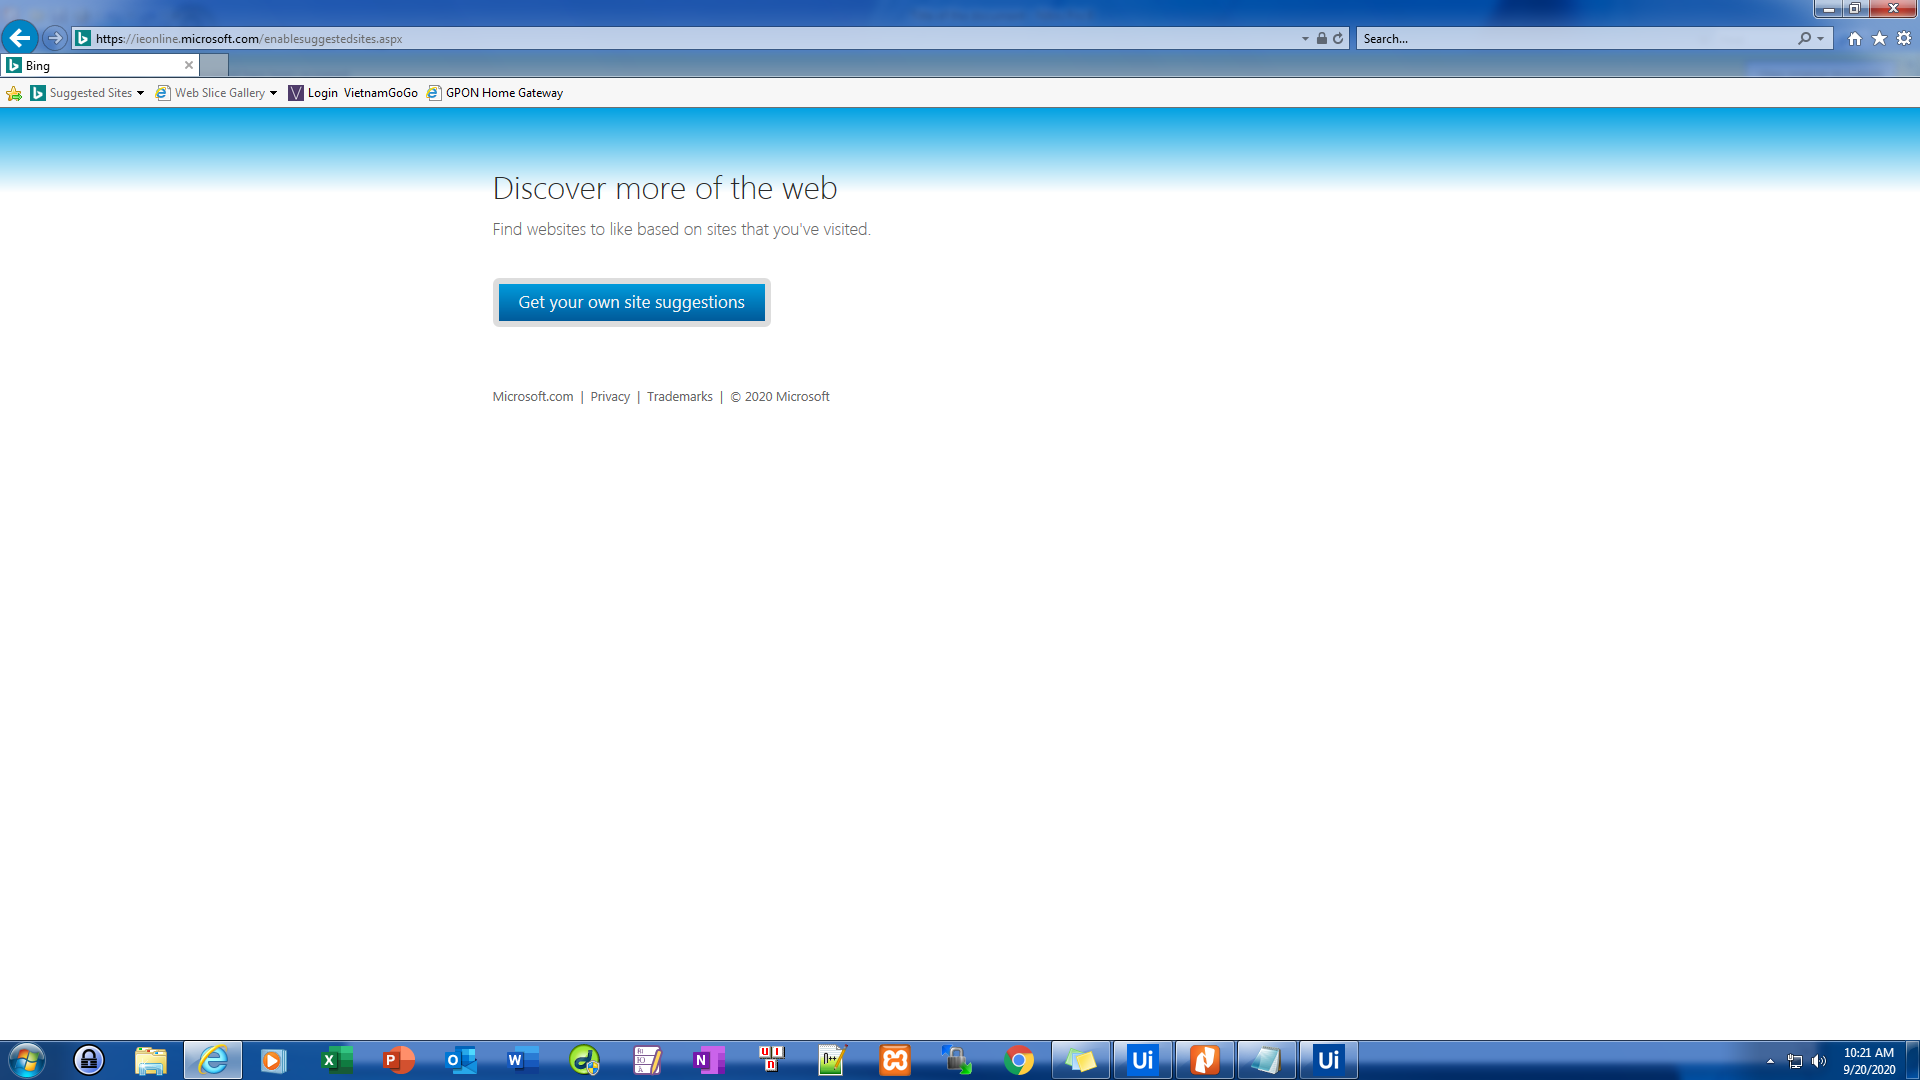 https://ieonline.microsoft.com/enablesuggestedsites.aspx
Search...
Bing
Suggested Sites
Web Slice Gallery
Login VietnamGoGo
GPON Home Gateway
Discover more of the web
Find websites to like based on sites that you've visited.
Get your own site suggestions
Microsoft.com | Privacy | Trademarks | © 2020 Microsoft
10:21 AM
9/20/2020